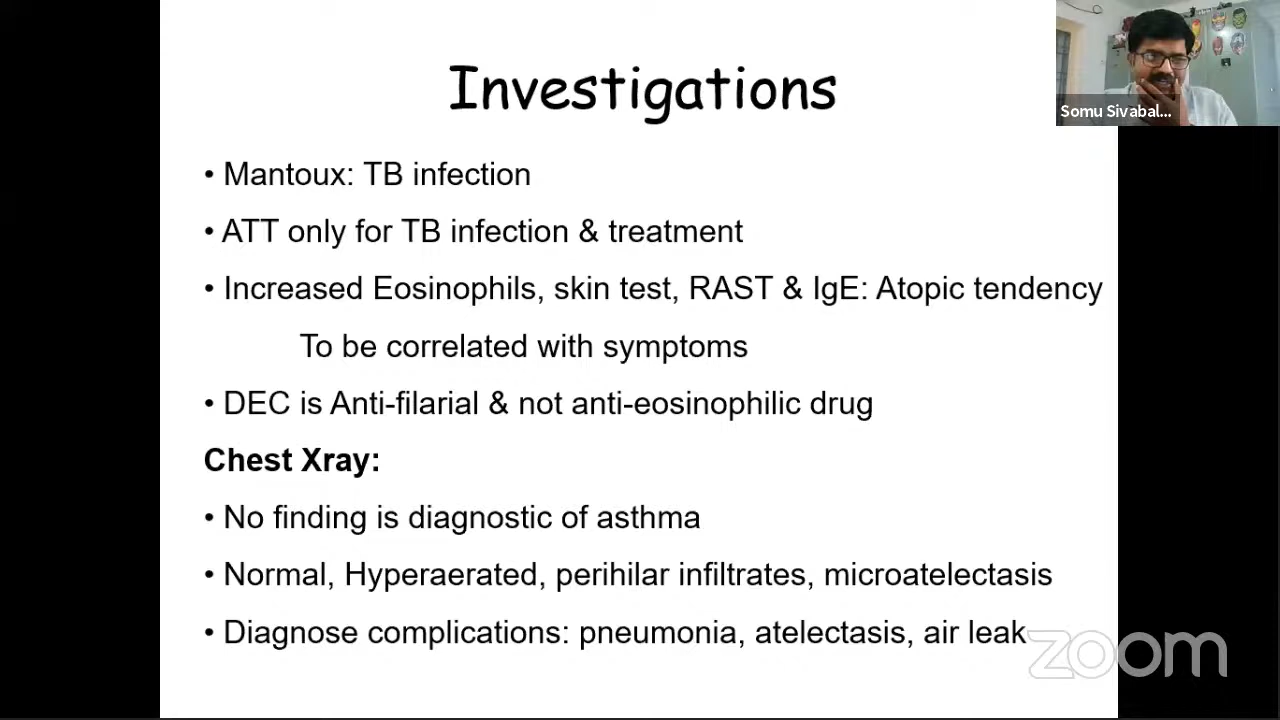 Investigations
Somu Sivabal...
• Mantoux: TB infection
• ATT only for TB infection & treatment
• Increased Eosinophils, skin test, RAST & IgE: Atopic tendency
To be correlated with symptoms
• DEC is Anti-filarial & not anti-eosinophilic drug
Chest Xray:
• No finding is diagnostic of asthma
• Normal, Hyperaerated, perihilar infiltrates, microatelectasis
• Diagnose complications: pneumonia, atelectasis, air leak
zoom